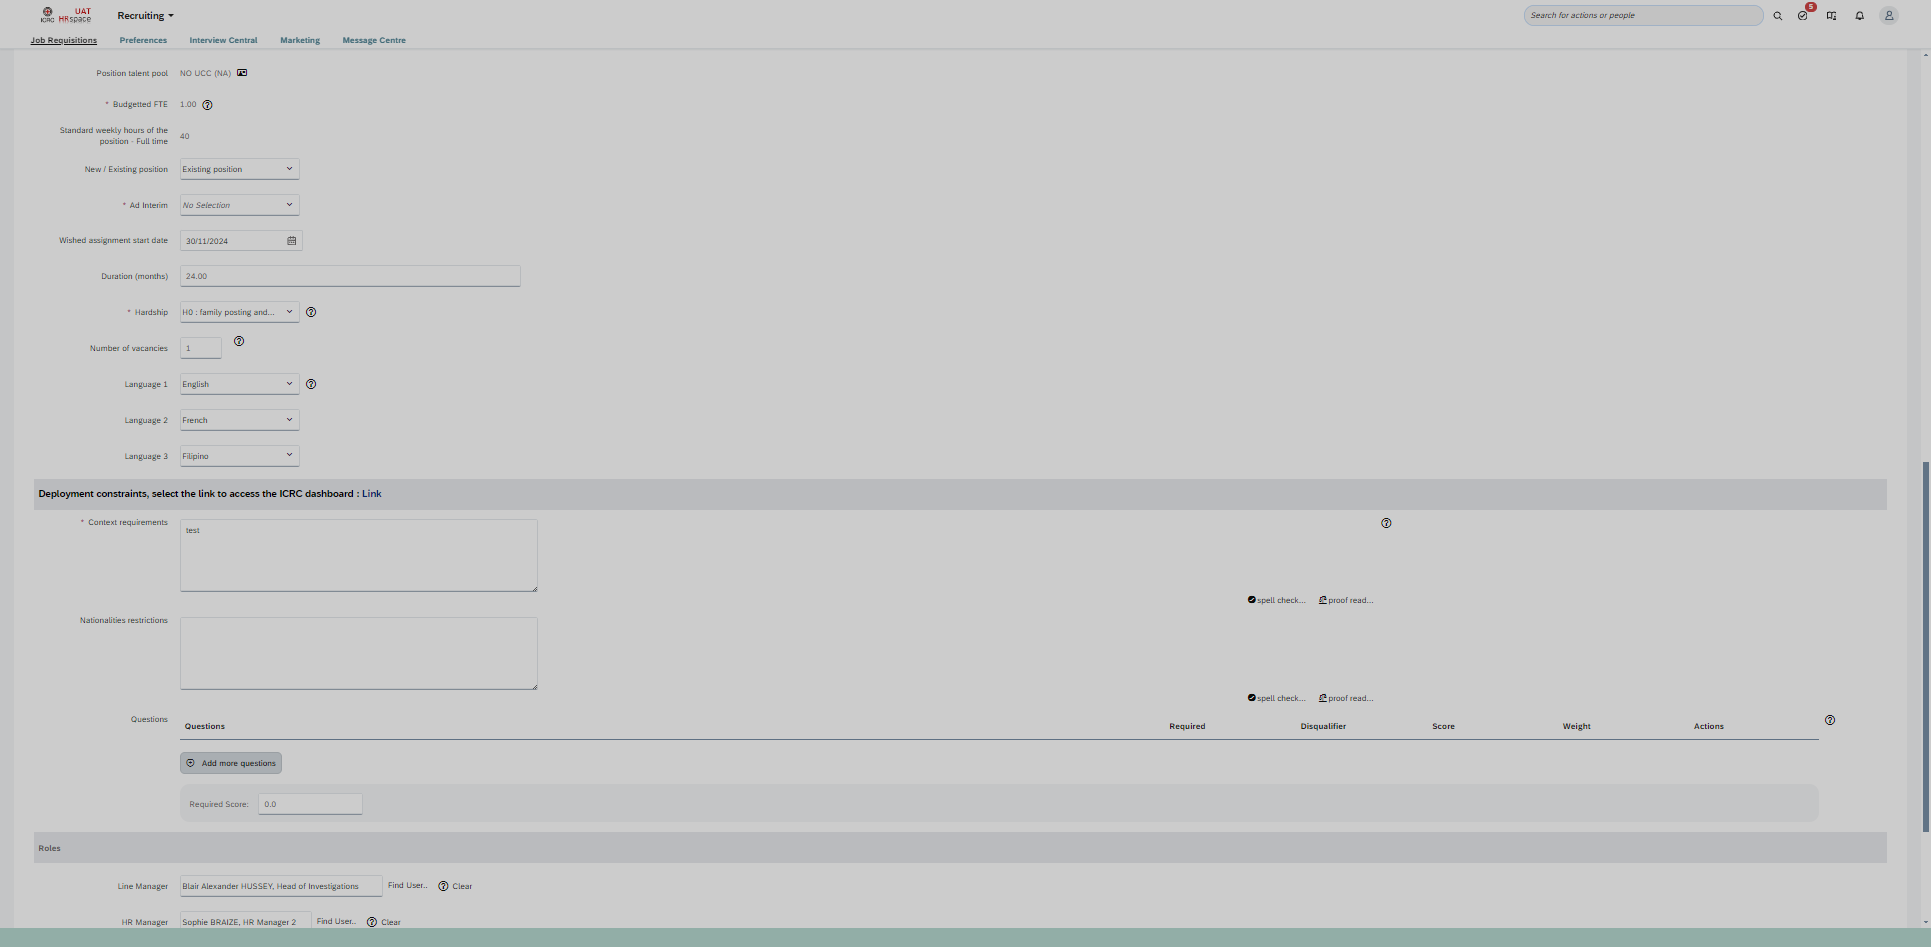 ICRC UAT HRspace Recruiting Search for actions or people 5
Job Requisitions Preferences Interview Central Marketing Message Centre
Position talent pool NO UCC (NA)
* Budgetted FTE 1.00
Standard weekly hours of the
position - Full time 40
New / Existing position Existing position
* Ad Interim No Selection
Wished assignment start date 30/11/2024
Duration (months) 24.00
* Hardship H0 : family posting and...
Number of vacancies 1
Language 1 English
Language 2 French
Language 3 Filipino
Deployment constraints, select the link to access the ICRC dashboard : Link
* Context requirements test
spell check... proof read...
Nationalities restrictions
spell check... proof read...
Questions Questions Required Disqualifier Score Weight Actions
Add more questions
Required Score: 0.0
Roles
Line Manager Blair Alexander HUSSEY, Head of Investigations Find User.. Clear
HR Manager Sophie BRAIZE, HR Manager 2 Find User.. Clear